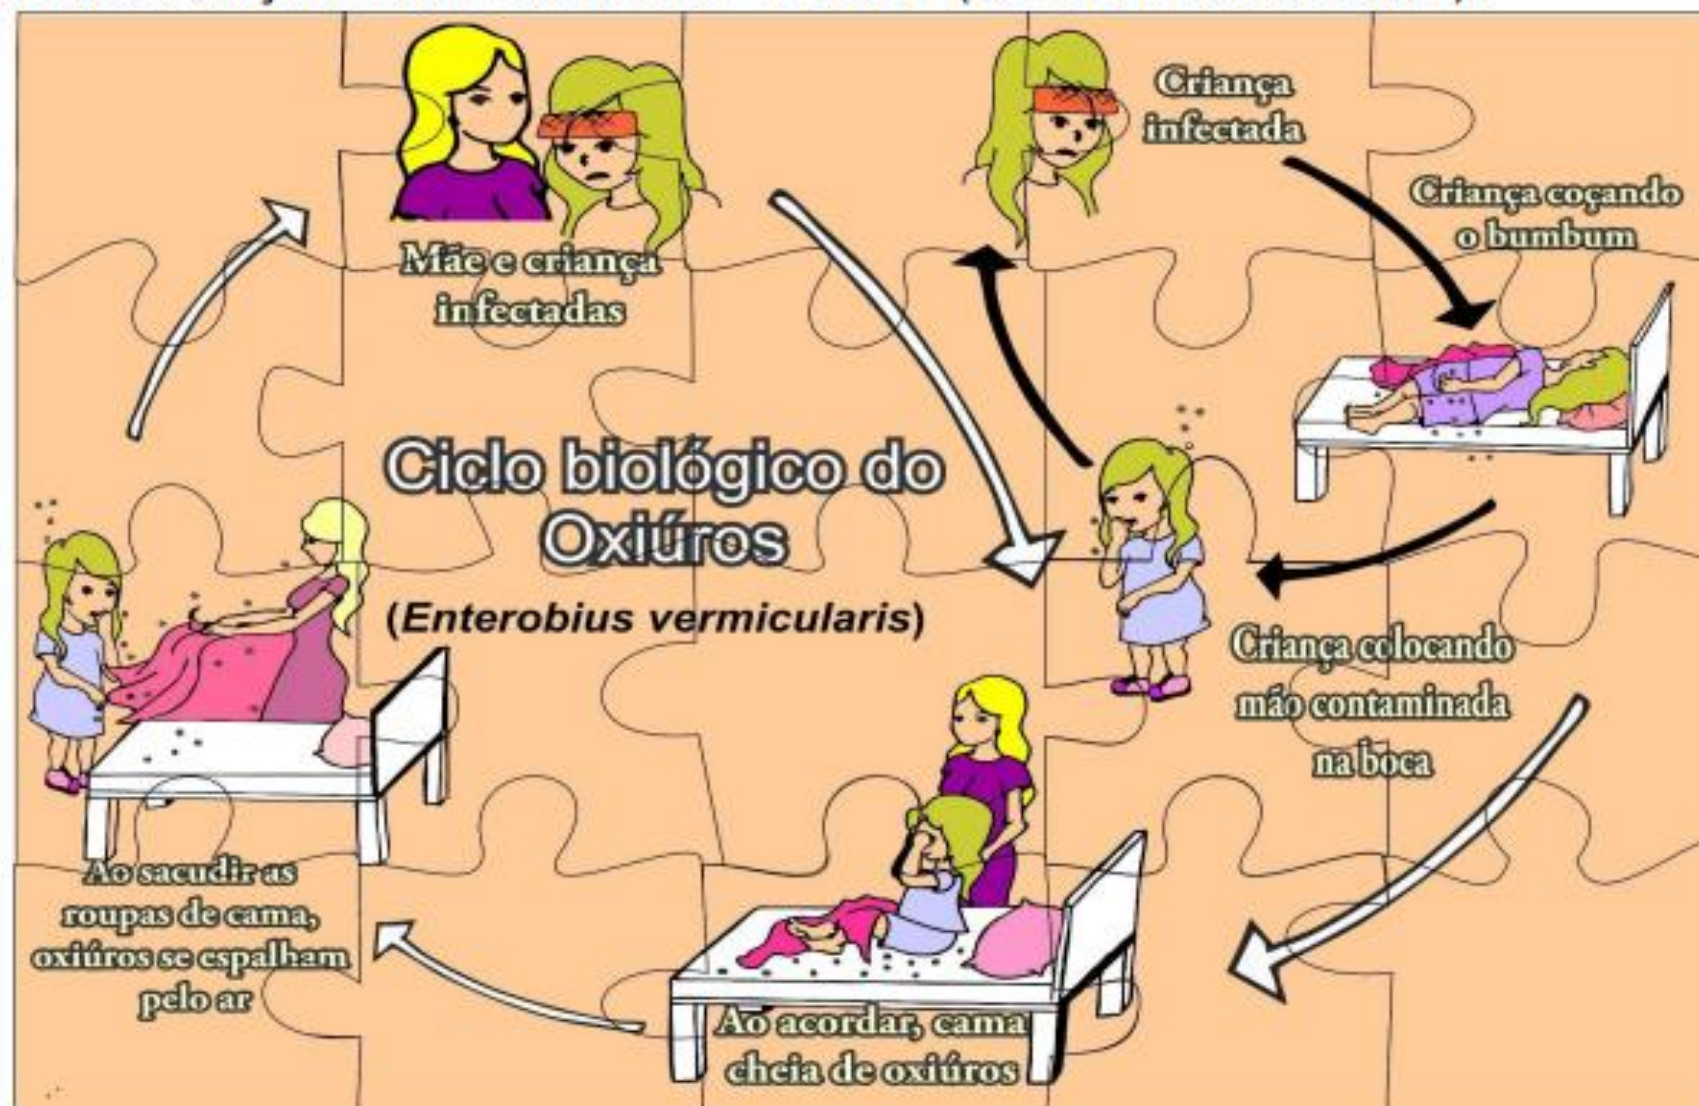 Mãe e criança
infectadas
Criança
infectada
Criança coçando
o bumbum
Ciclo biológico do
Oxiúros
(Enterobius vermicularis)
Criança colocando
mão contaminada
na boca
Ao sacudir as
roupas de cama,
oxiúros se espalham
pelo ar
Ao acordar, cama
cheia de oxiúros